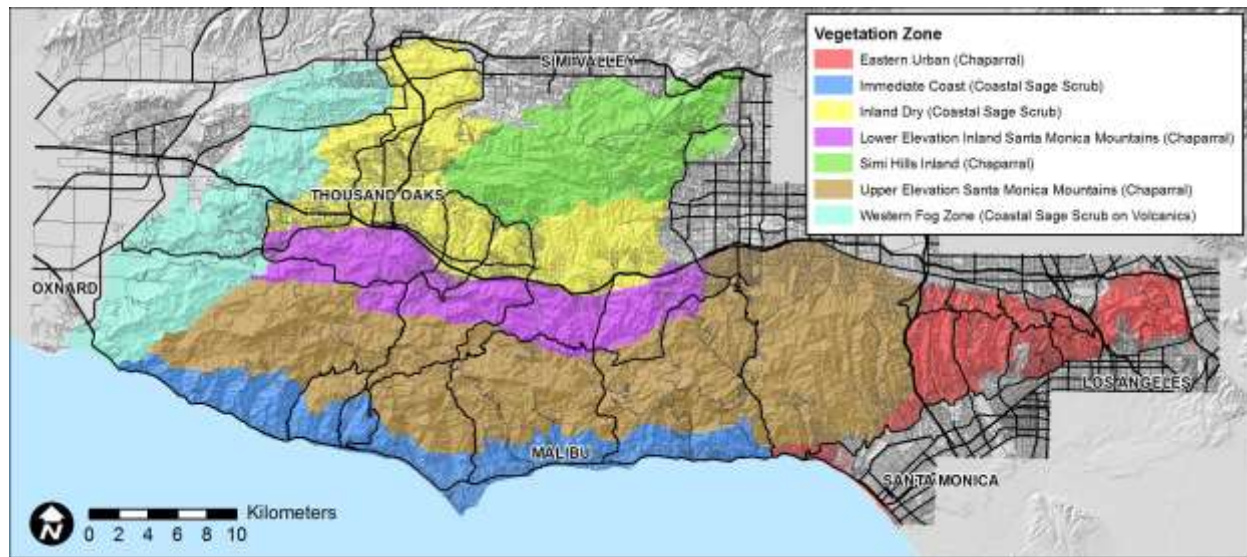 Vegetation Zone
Eastern Urban (Chaparral)
Immediate Coast (Coastal Sage Scrub)
Inland Dry (Coastal Sage Scrub)
Lower Elevation Inland Santa Monica Mountains (Chaparral)
Simi Hills Inland (Chaparral)
Upper Elevation Santa Monica Mountains (Chaparral)
Western Fog Zone (Coastal Sage Scrub on Volcanics)
SIMI VALLEY
THOUSAND OAKS
OXNARD
LOS ANGELES
MALIBU
SANTA MONICA
N
Kilometers
0 2 4 6 8 10